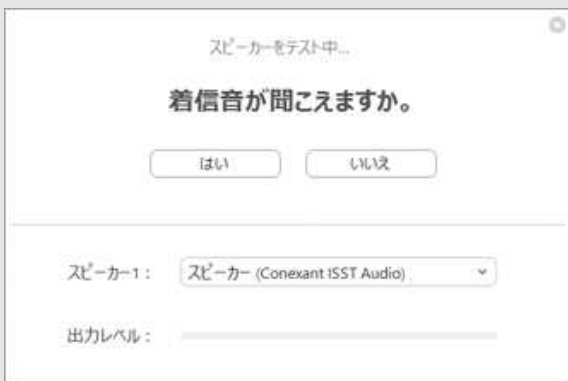 スピーカーをテスト中...
着信音が聞こえますか。
はい いいえ
スピーカー1： スピーカー (Conexant ISST Audio)
出力レベル：